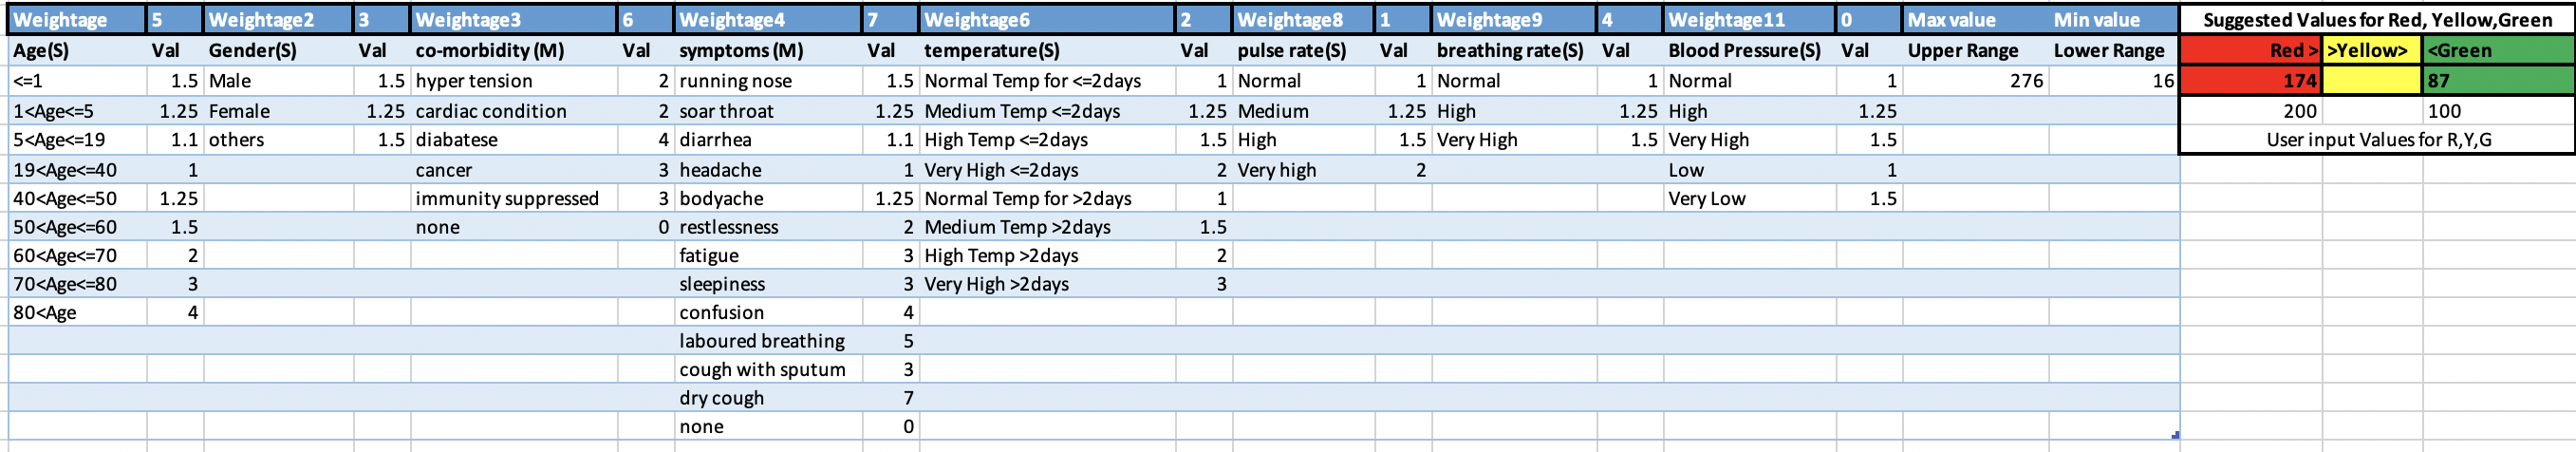 Weightage 5 Weightage2 3 Weightage3 6 Weightage4 7 Weightage6 2 Weightage8 1 Weightage9 4 Weightage11 0 Max value Min value Suggested Values for Red, Yellow,Green
Age(S) Val Gender(S) Val co-morbidity (M) Val symptoms (M) Val temperature(S) Val pulse rate(S) Val breathing rate(S) Val Blood Pressure(S) Val Upper Range Lower Range Red > >Yellow> <Green
<=1 1.5 Male 1.5 hyper tension 2 running nose 1.5 Normal Temp for <=2days 1 Normal 1 Normal 1 Normal 1 276 16 174 87
1<Age<=5 1.25 Female 1.25 cardiac condition 2 soar throat 1.25 Medium Temp <=2days 1.25 Medium 1.25 High 1.25 High 1.25 200 100
5<Age<=19 1.1 others 1.5 diabatese 4 diarrhea 1.1 High Temp <=2days 1.5 High 1.5 Very High 1.5 Very High 1.5 User input Values for R,Y,G
19<Age<=40 1 cancer 3 headache 1 Very High <=2days 2 Very high 2 Low 1
40<Age<=50 1.25 immunity suppressed 3 bodyache 1.25 Normal Temp for >2days 1 Very Low 1.5
50<Age<=60 1.5 none 0 restlessness 2 Medium Temp >2days 1.5
60<Age<=70 2 fatigue 3 High Temp >2days 2
70<Age<=80 3 sleepiness 3 Very High >2days 3
80<Age 4 confusion 4
laboured breathing 5
cough with sputum 3
dry cough 7
none 0